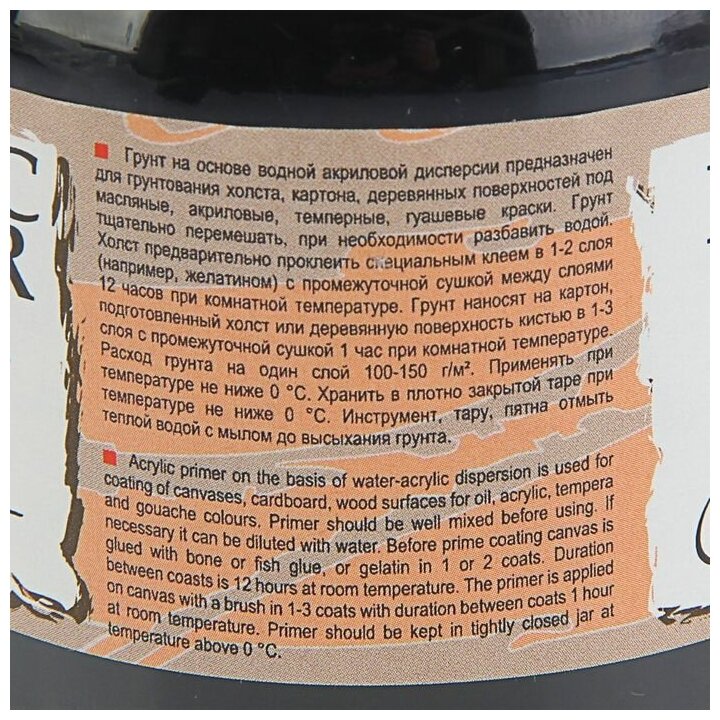 Грунт на основе водной акриловой дисперсии предназначен
для грунтования холста, картона, деревянных поверхностей под
масляные, акриловые, темперные, гуашевые краски. Грунт
тщательно перемешать, при необходимости разбавить водой.
Холст предварительно проклеить специальным клеем в 1-2 слоя
(например, желатином) с промежуточной сушкой между слоями
12 часов при комнатной температуре. Грунт наносят на картон,
подготовленный холст или деревянную поверхность кистью в 1-3
слоя с промежуточной сушкой 1 час при комнатной температуре.
Расход грунта на один слой 100-150 г/м². Применять при
температуре не ниже 0 °С. Хранить в плотно закрытой таре при
температуре не ниже 0 °С. Инструмент, тару, пятна отмыть
теплой водой с мылом до высыхания грунта.
Acrylic primer on the basis of water-acrylic dispersion is used for
coating of canvases, cardboard, wood surfaces for oil, acrylic, tempera
and gouache colours. Primer should be well mixed before using. If
necessary it can be diluted with water. Before prime coating canvas is
glued with bone or fish glue, or gelatin in 1 or 2 coats. Duration
between coasts is 12 hours at room temperature. The primer is applied
on canvas with a brush in 1-3 coats with duration between coats 1 hour
at room temperature. Primer should be kept in tightly closed jar at
temperature above 0 °C.
C
R